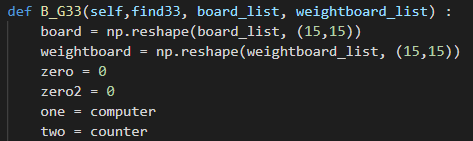 def B_G33(self,find33, board_list, weightboard_list) :
board = np.reshape(board_list, (15,15))
weightboard = np.reshape(weightboard_list, (15,15))
zero = 0
zero2 = 0
one = computer
two = counter